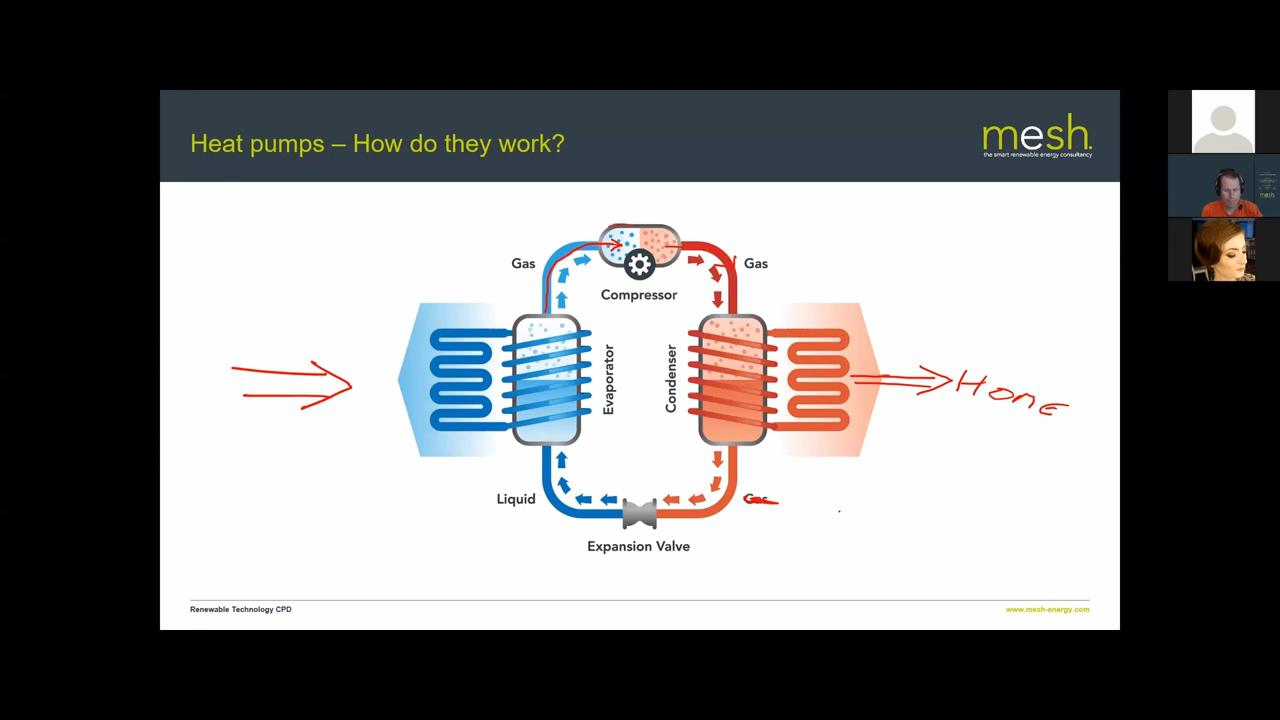 Heat pumps – How do they work?
mesh.
the smart renewable energy consultancy
mesh
Gas
Gas
Compressor
Evaporator
Condenser
HOME
Liquid
Gas
Expansion Valve
Renewable Technology CPD
www.mesh-energy.com